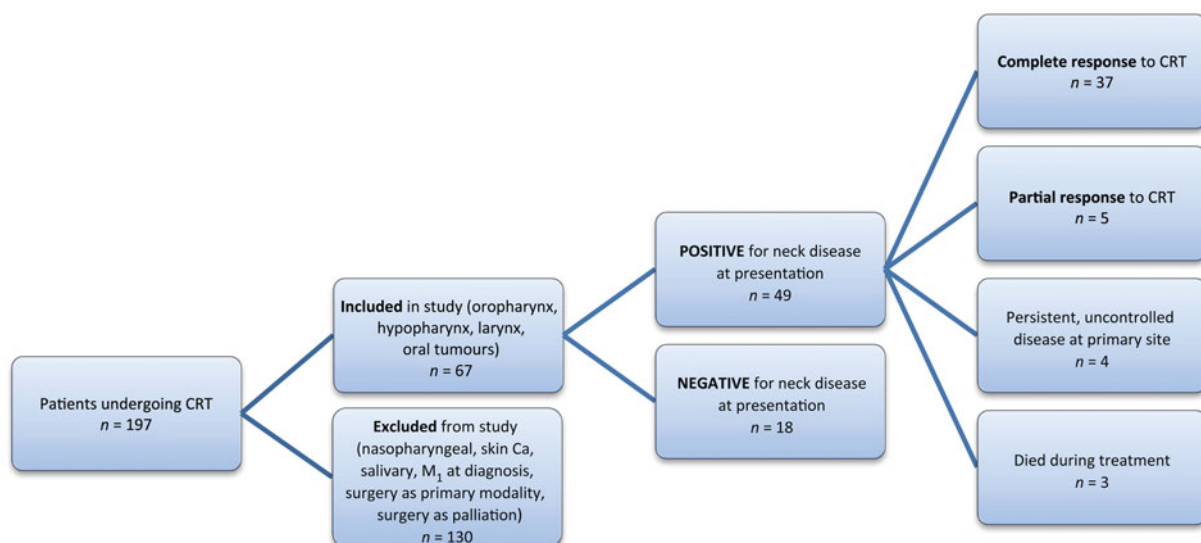 Patients undergoing CRT
n = 197
Included in study (oropharynx,
hypopharynx, larynx,
oral tumours)
n = 67
Excluded from study
(nasopharyngeal, skin Ca,
salivary, M1 at diagnosis,
surgery as primary modality,
surgery as palliation)
n = 130
POSITIVE for neck disease
at presentation
n = 49
NEGATIVE for neck disease
at presentation
n = 18
Complete response to CRT
n = 37
Partial response to CRT
n = 5
Persistent, uncontrolled
disease at primary site
n = 4
Died during treatment
n = 3